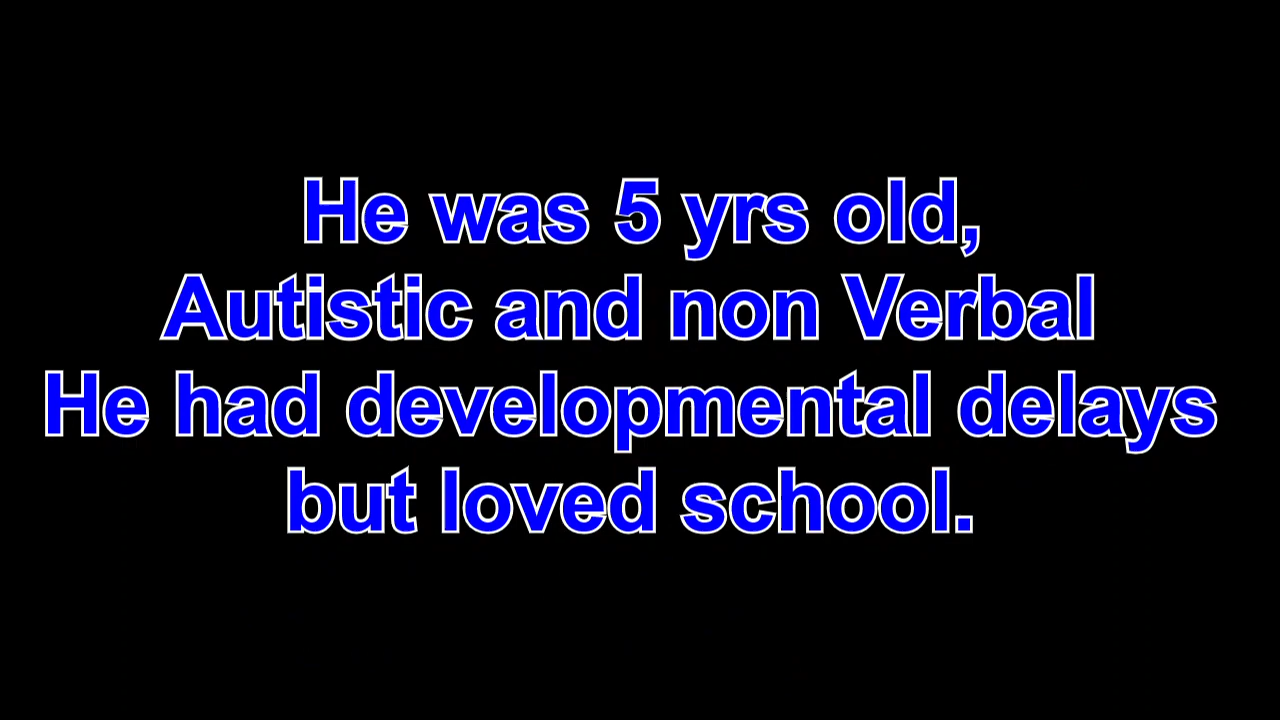 He was 5 yrs old,
Autistic and non Verbal
He had developmental delays
but loved school.